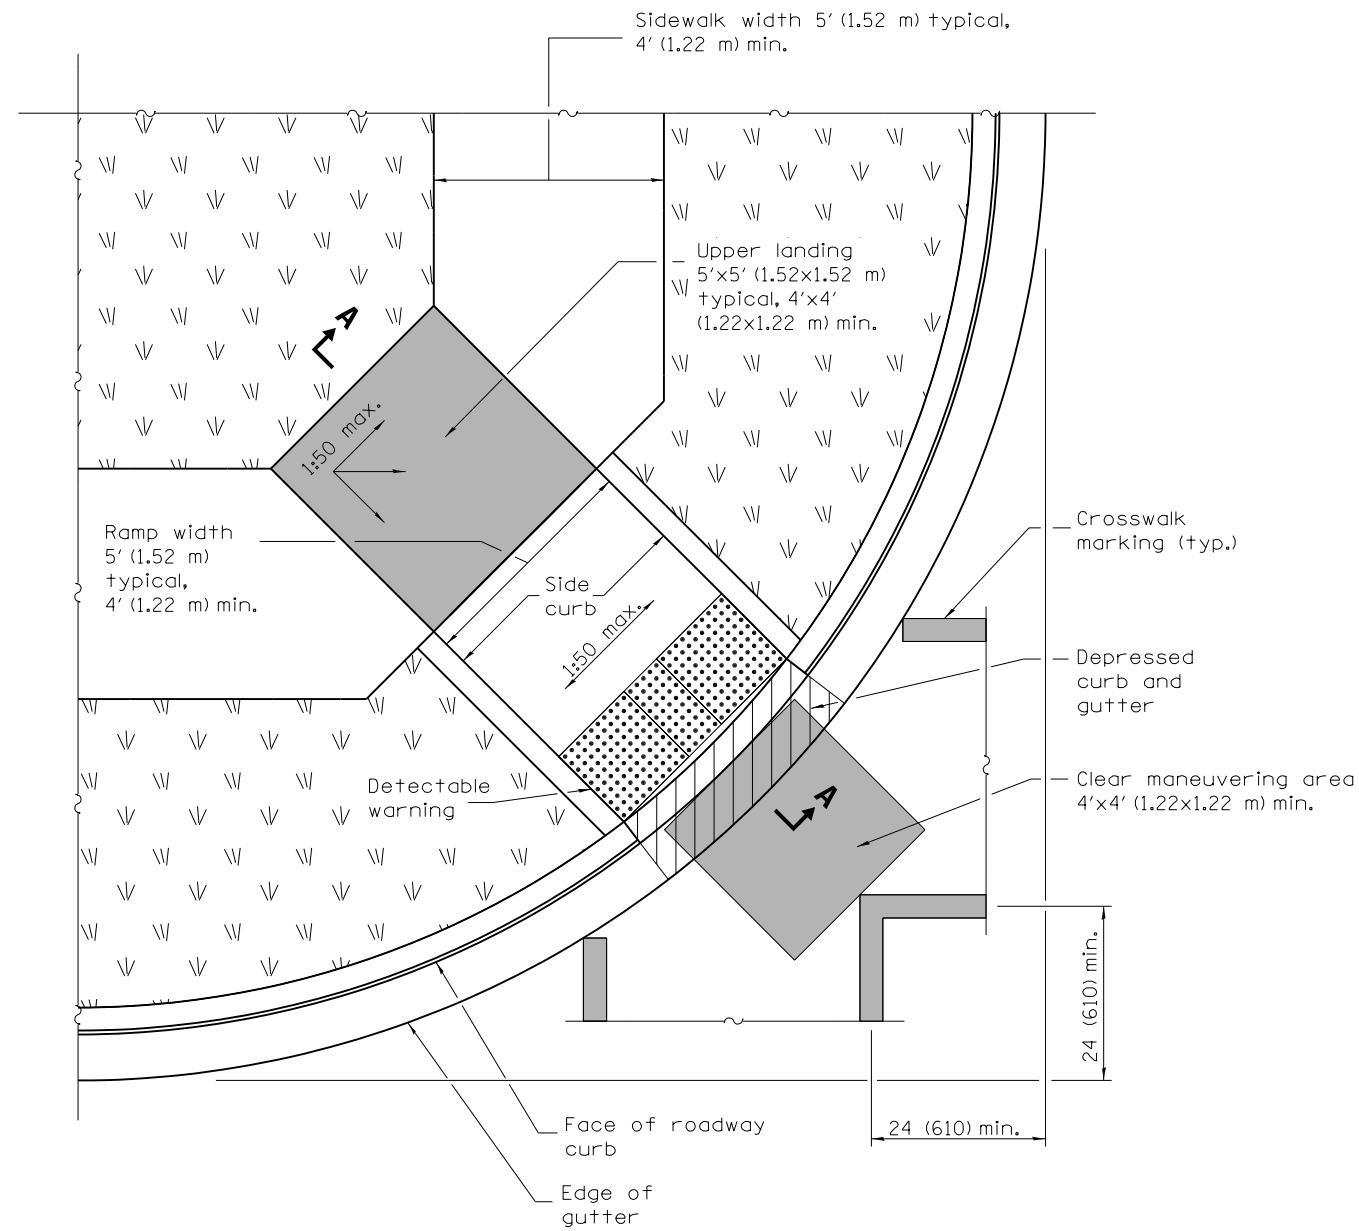 Sidewalk width 5' (1.52 m) typical,
4' (1.22 m) min.
Upper landing
5'x5' (1.52x1.52 m)
typical, 4'x4'
(1.22x1.22 m) min.
A
1:50 max.
Ramp width
5' (1.52 m)
typical,
4' (1.22 m) min.
Side
curb
1:50 max.
Crosswalk
marking (typ.)
Depressed
curb and
gutter
Detectable
warning
A
Clear maneuvering area
4'x4' (1.22x1.22 m) min.
24 (610) min.
24 (610) min.
Face of roadway
curb
Edge of
gutter